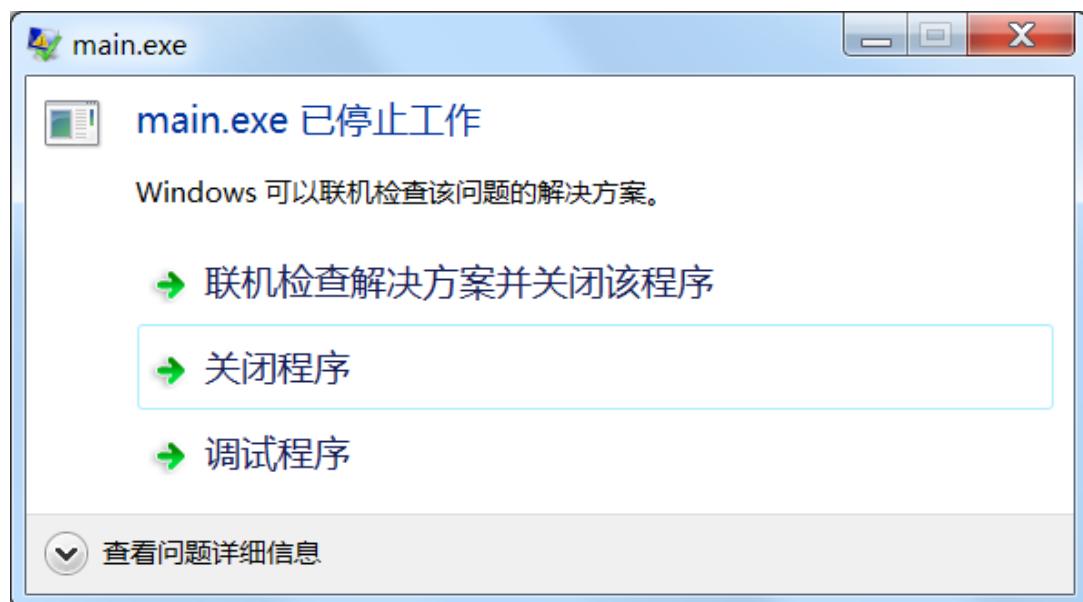 main.exe
main.exe 已停止工作
Windows 可以联机检查该问题的解决方案。
联机检查解决方案并关闭该程序
关闭程序
调试程序
查看问题详细信息